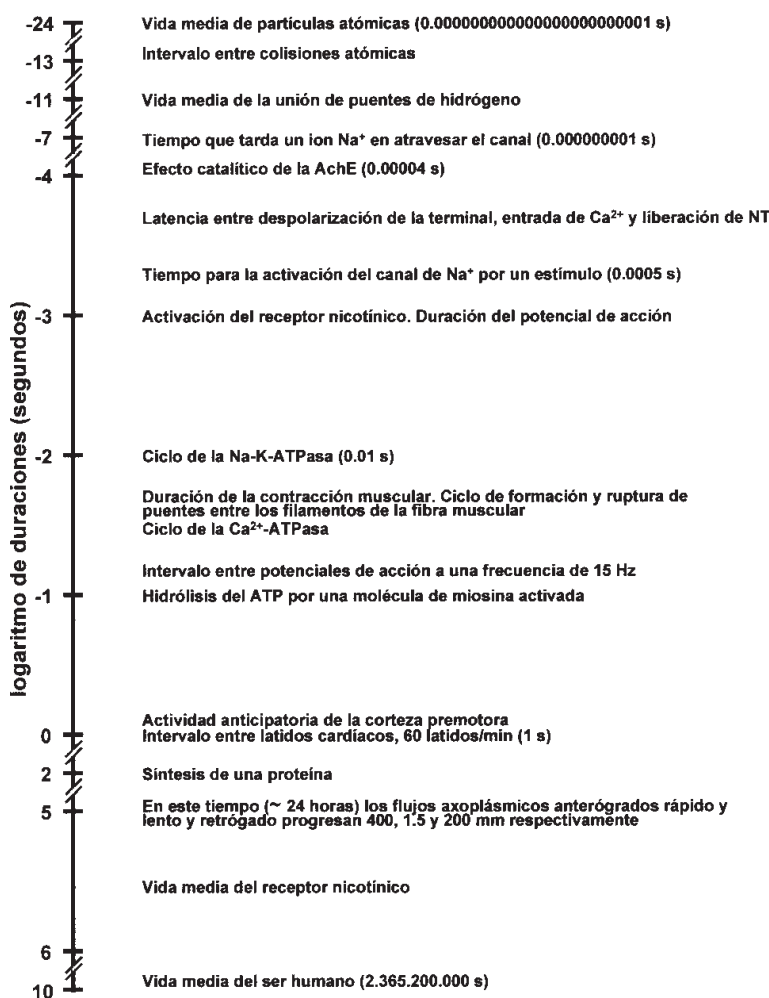 -24 Vida media de partículas atómicas (0.000000000000000000000001 s)
-13 Intervalo entre colisiones atómicas
-11 Vida media de la unión de puentes de hidrógeno
-7 Tiempo que tarda un ion Na⁺ en atravesar el canal (0.000000001 s)
-4 Efecto catalítico de la AchE (0.00004 s)
Latencia entre despolarización de la terminal, entrada de Ca²⁺ y liberación de NT
Tiempo para la activación del canal de Na⁺ por un estímulo (0.0005 s)
-3 Activación del receptor nicotínico. Duración del potencial de acción
logaritmo de duraciones (segundos)
-2 Ciclo de la Na-K-ATPasa (0.01 s)
Duración de la contracción muscular. Ciclo de formación y ruptura de
puentes entre los filamentos de la fibra muscular
Ciclo de la Ca²⁺-ATPasa
Intervalo entre potenciales de acción a una frecuencia de 15 Hz
-1 Hidrólisis del ATP por una molécula de miosina activada
Actividad anticipatoria de la corteza premotora
0 Intervalo entre latidos cardíacos, 60 latidos/min (1 s)
2 Síntesis de una proteína
En este tiempo (~ 24 horas) los flujos axoplásmicos anterógrados rápido y
5 lento y retrógado progresan 400, 1.5 y 200 mm respectivamente
Vida media del receptor nicotínico
6
10 Vida media del ser humano (2.365.200.000 s)